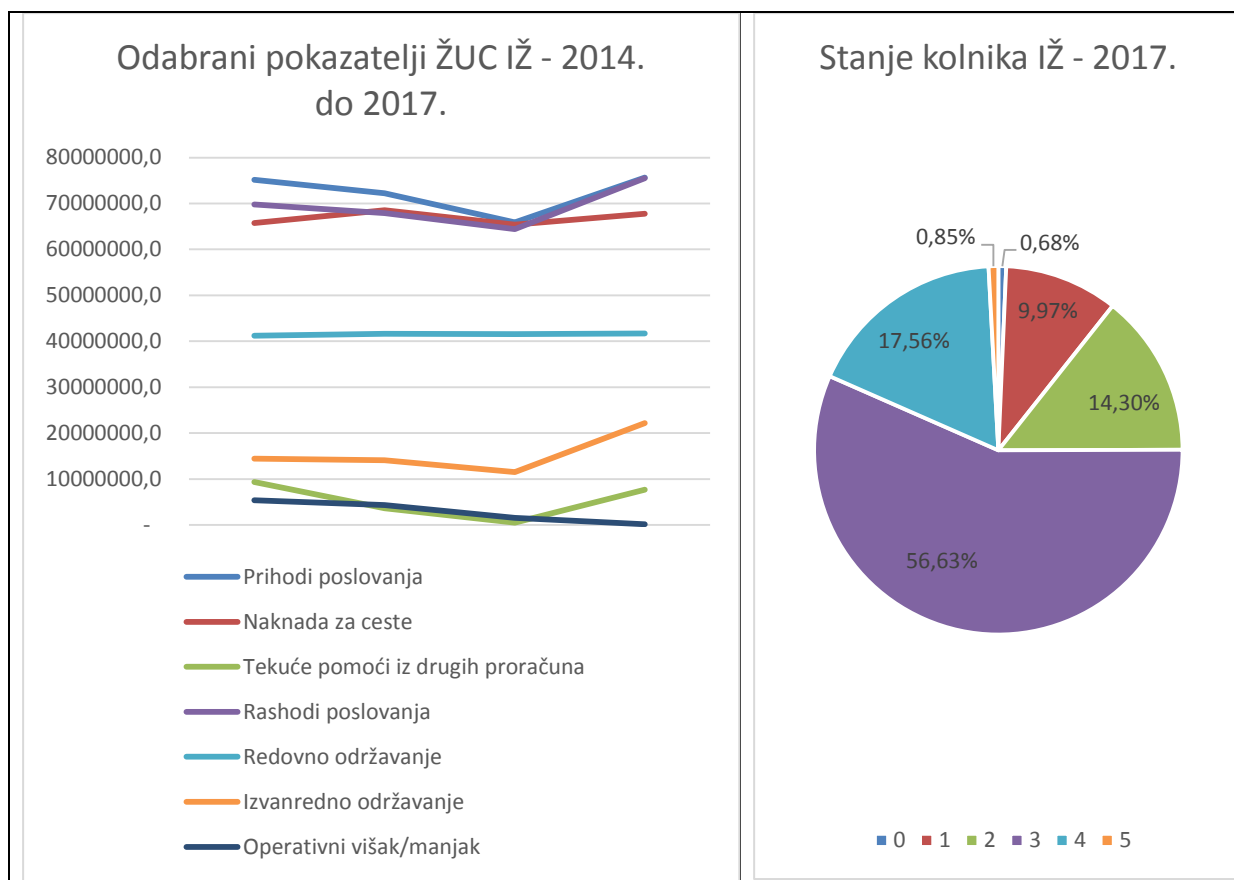 Odabrani pokazatelji ŽUC IŽ - 2014.
do 2017.
80000000,0
70000000,0
60000000,0
50000000,0
40000000,0
30000000,0
20000000,0
10000000,0
-
Prihodi poslovanja
Naknada za ceste
Tekuće pomoći iz drugih proračuna
Rashodi poslovanja
Redovno održavanje
Izvanredno održavanje
Operativni višak/manjak
Stanje kolnika IŽ - 2017.
0,85%
0,68%
9,97%
17,56%
14,30%
56,63%
0 1 2 3 4 5